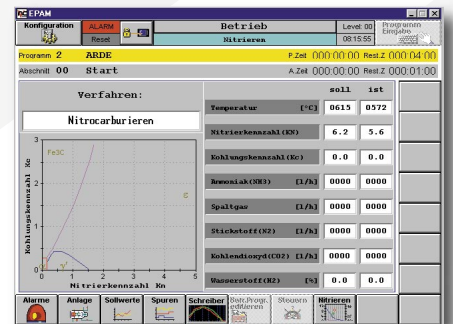 EPAM
Konfiguration ALARM Betrieb Level: 00 Programm Eingabe
Reset Nitrieren 08:15:55
Programm 2 ARDE P.Zeit 000:00:00 Rest.Z 000:04:00
Abschnitt 00 Start A.Zeit 000:00:00 Rest.Z 000:01:00
Verfahren:
Nitrocarburieren
soll ist
Temperatur [°C] 0615 0572
Nitrierkennzahl(KN) 6.2 5.6
Kohlungskennzahl(Kc) 0.0 0.0
Ammoniak(NH3) [l/h] 0000 0000
Spaltgas [l/h] 0000 0000
Stickstoff(N2) [l/h] 0000 0000
Kohlendioxyd(CO2) [l/h] 0000 0000
Wasserstoff(H2) [%] 0.0 0.0
Kohlungskennzahl Kc
3
2
1
0
Fe3C
ε
γ'
0 1 2 3 4 5
Nitrierkennzahl Kn
Alarme Anlage Sollwerte Spuren Schreiber Betr.Progr. editieren Steuern Nitrieren